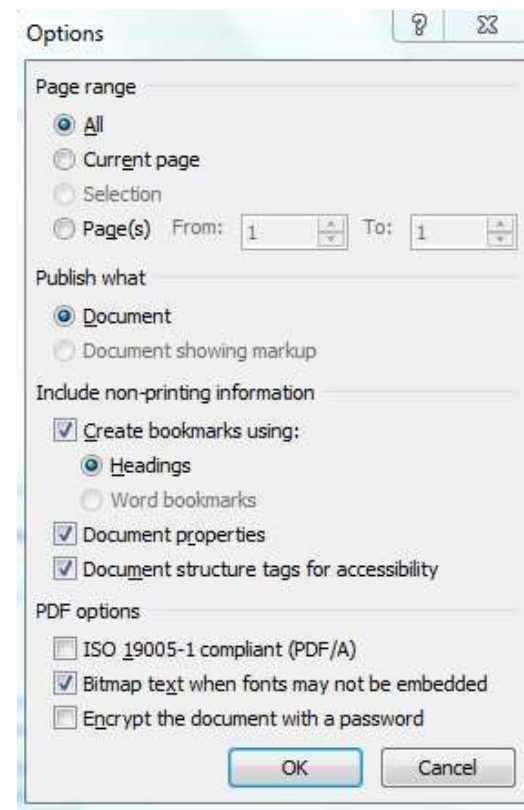 Options
Page range
All
Current page
Selection
Page(s) From: 1 To: 1
Publish what
Document
Document showing markup
Include non-printing information
Create bookmarks using:
Headings
Word bookmarks
Document properties
Document structure tags for accessibility
PDF options
ISO 19005-1 compliant (PDF/A)
Bitmap text when fonts may not be embedded
Encrypt the document with a password
OK Cancel